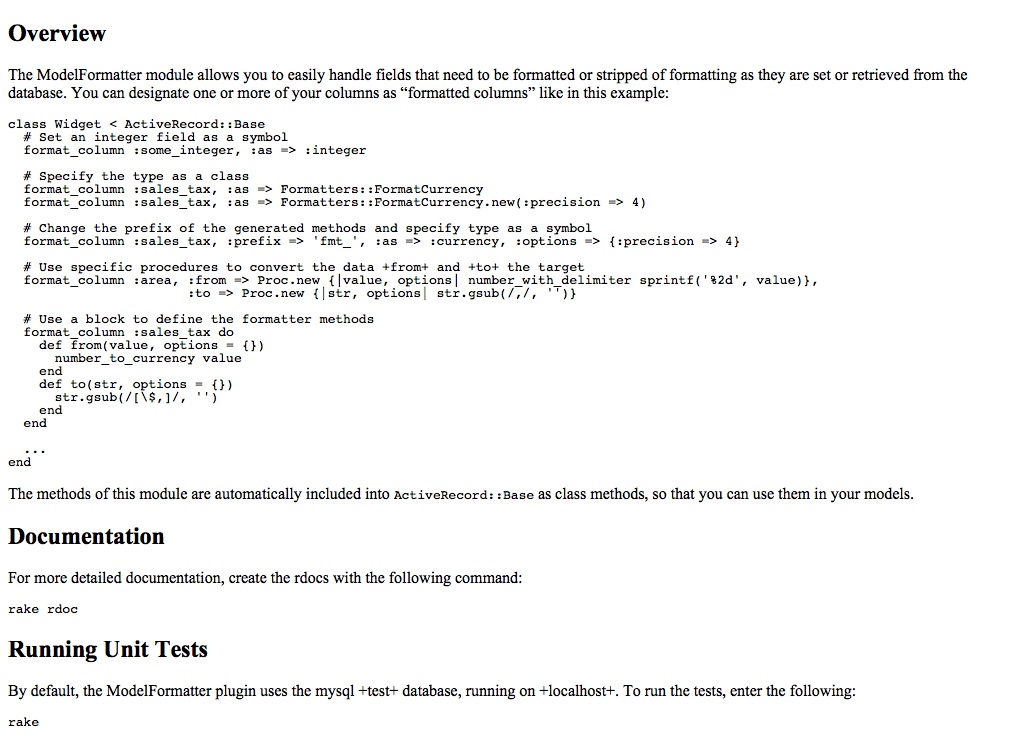 Overview
The ModelFormatter module allows you to easily handle fields that need to be formatted or stripped of formatting as they are set or retrieved from the
database. You can designate one or more of your columns as “formatted columns” like in this example:
class Widget < ActiveRecord::Base
  # Set an integer field as a symbol
  format_column :some_integer, :as => :integer

  # Specify the type as a class
  format_column :sales_tax, :as => Formatters::FormatCurrency
  format_column :sales_tax, :as => Formatters::FormatCurrency.new(:precision => 4)

  # Change the prefix of the generated methods and specify type as a symbol
  format_column :sales_tax, :prefix => 'fmt_', :as => :currency, :options => {:precision => 4}

  # Use specific procedures to convert the data +from+ and +to+ the target
  format_column :area, :from => Proc.new {|value, options| number_with_delimiter sprintf('%2d', value)},
                       :to => Proc.new {|str, options| str.gsub(/,/, '')}

  # Use a block to define the formatter methods
  format_column :sales_tax do
    def from(value, options = {})
      number_to_currency value
    end
    def to(str, options = {})
      str.gsub(/[\$,]/, '')
    end
  end

  ...
end
The methods of this module are automatically included into ActiveRecord::Base as class methods, so that you can use them in your models.
Documentation
For more detailed documentation, create the rdocs with the following command:
rake rdoc
Running Unit Tests
By default, the ModelFormatter plugin uses the mysql +test+ database, running on +localhost+. To run the tests, enter the following:
rake